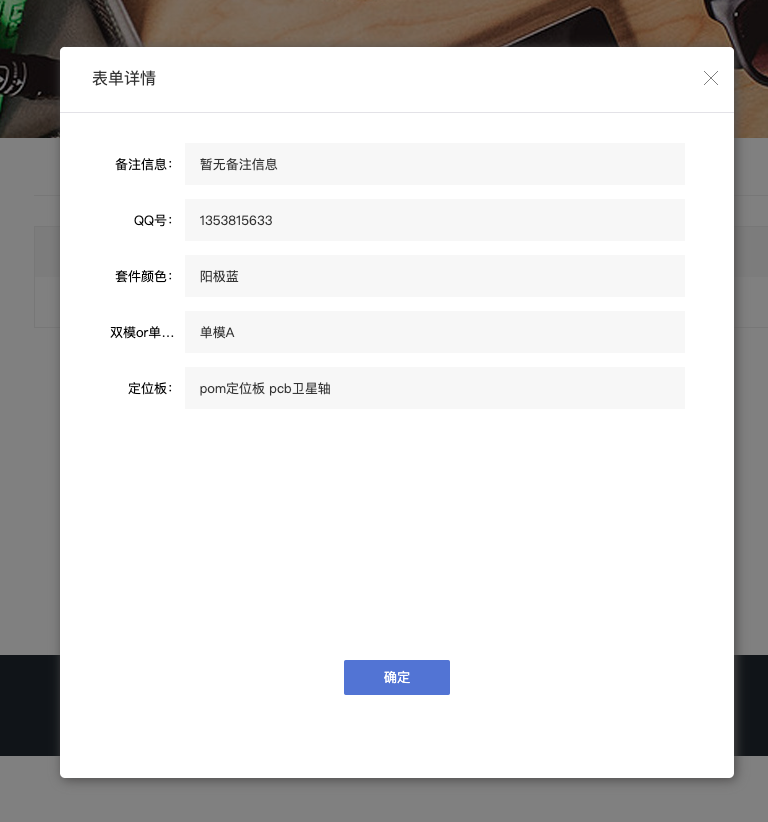 表单详情
备注信息：
暂无备注信息
QQ号：
1353815633
套件颜色：
阳极蓝
双模or单...
单模A
定位板：
pom定位板 pcb卫星轴
确定